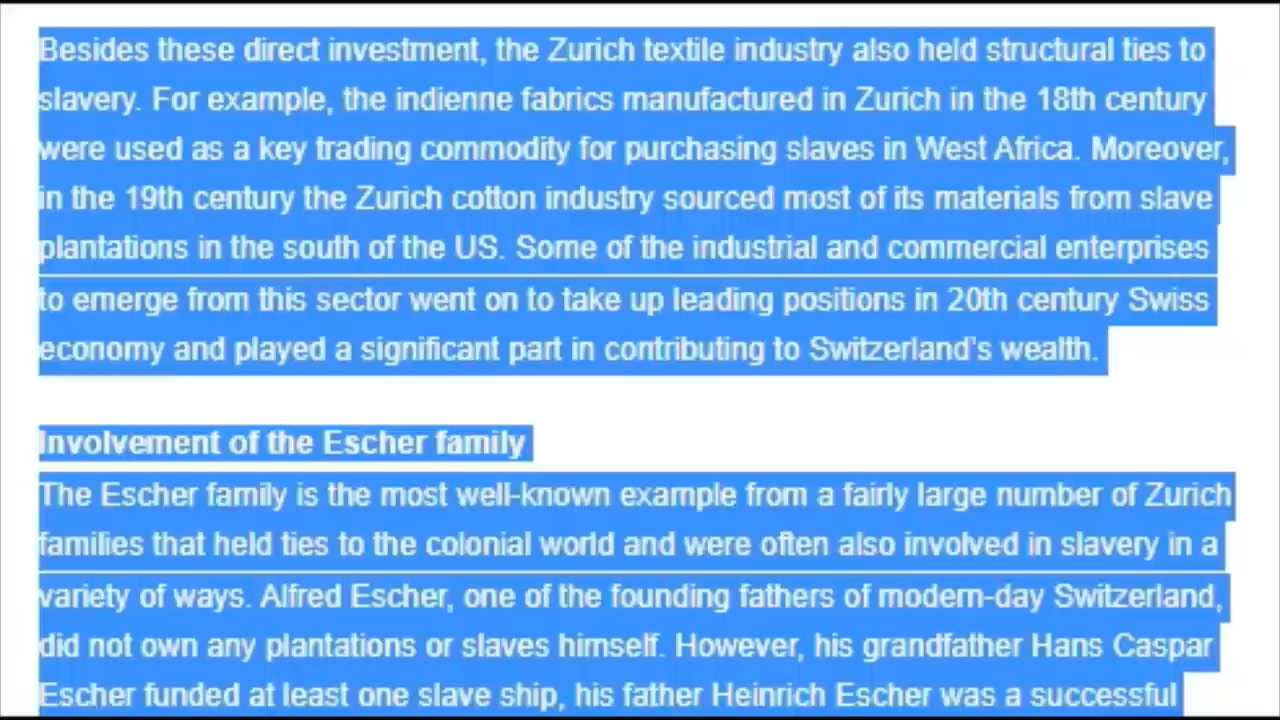 Besides these direct investment, the Zurich textile industry also held structural ties to
slavery. For example, the indienne fabrics manufactured in Zurich in the 18th century
were used as a key trading commodity for purchasing slaves in West Africa. Moreover,
in the 19th century the Zurich cotton industry sourced most of its materials from slave
plantations in the south of the US. Some of the industrial and commercial enterprises
to emerge from this sector went on to take up leading positions in 20th century Swiss
economy and played a significant part in contributing to Switzerland's wealth.
Involvement of the Escher family
The Escher family is the most well-known example from a fairly large number of Zurich
families that held ties to the colonial world and were often also involved in slavery in a
variety of ways. Alfred Escher, one of the founding fathers of modern-day Switzerland,
did not own any plantations or slaves himself. However, his grandfather Hans Caspar
Escher funded at least one slave ship, his father Heinrich Escher was a successful